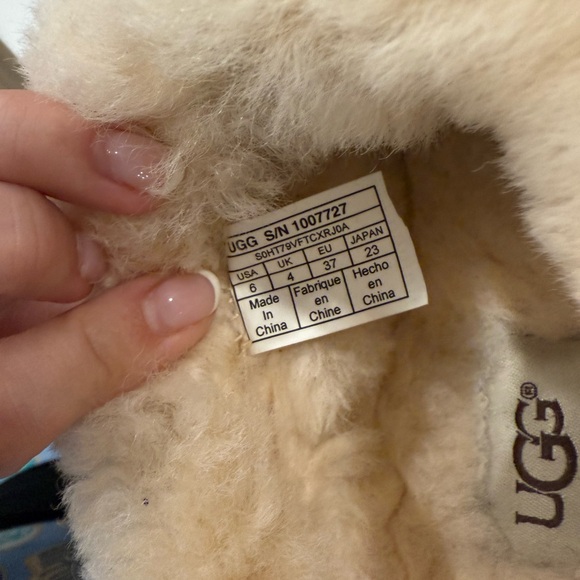 UGG S/N 1007727
S0HT79VFTCXRJ0A
USA UK EU JAPAN
6 4 37 23
Made In China
Fabrique en Chine
Hecho en China
UGG®